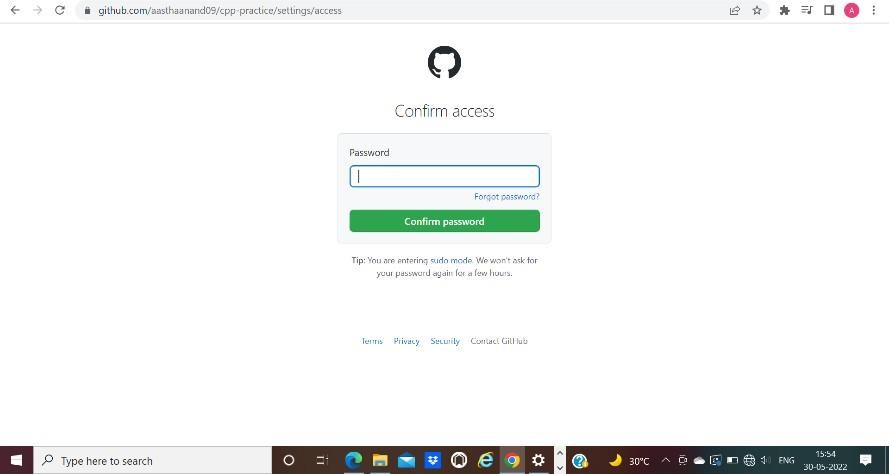 github.com/aasthaanand09/cpp-practice/settings/access
A
Confirm access
Password
Forgot password?
Confirm password
Tip: You are entering sudo mode. We won't ask for
your password again for a few hours.
Terms Privacy Security Contact GitHub
Type here to search
30°C
ENG
15:54
30-05-2022